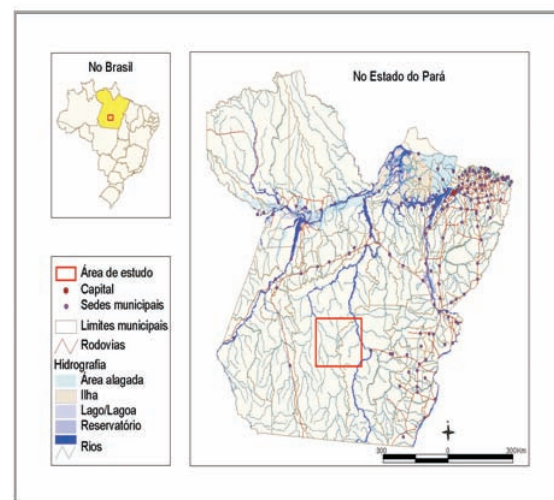 No Brasil
No Estado do Pará
Área de estudo
Capital
Sedes municipais
Limites municipais
Rodovias
Hidrografia
Área alagada
Ilha
Lago/Lagoa
Reservatório
Rios
300
0
300Km